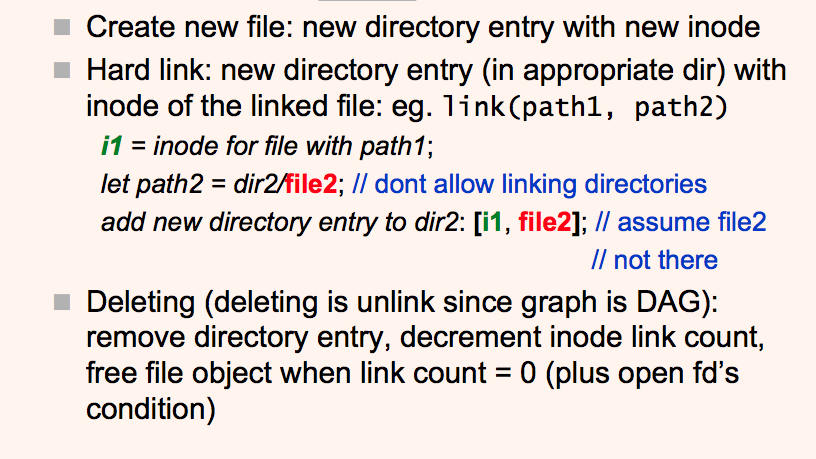 Create new file: new directory entry with new inode
Hard link: new directory entry (in appropriate dir) with
inode of the linked file: eg. link(path1, path2)
i1 = inode for file with path1;
let path2 = dir2/file2; // dont allow linking directories
add new directory entry to dir2: [i1, file2]; // assume file2
// not there
Deleting (deleting is unlink since graph is DAG):
remove directory entry, decrement inode link count,
free file object when link count = 0 (plus open fd’s
condition)